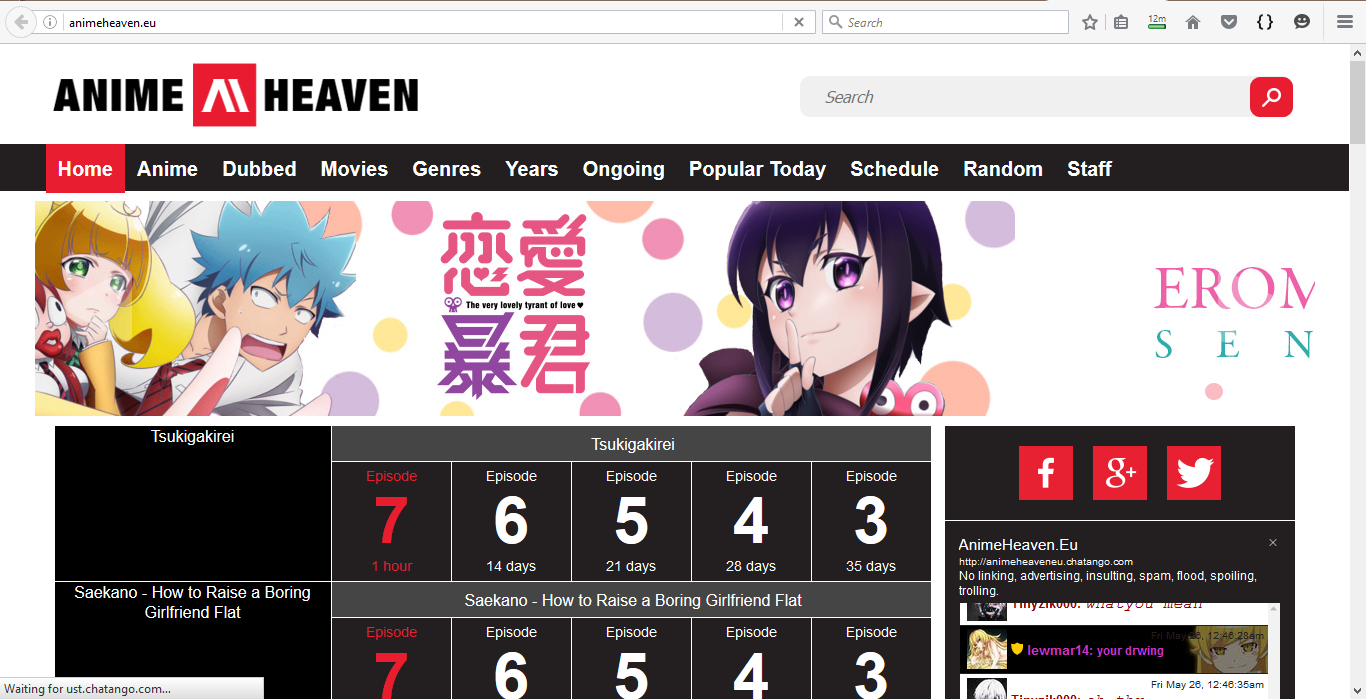 animeheaven.eu
Search
12m
ANIME HEAVEN
Search
Home Anime Dubbed Movies Genres Years Ongoing Popular Today Schedule Random Staff
恋愛
The very lovely tyrant of love♥
暴君
EROM
SEN
Tsukigakirei
Tsukigakirei
Episode Episode Episode Episode Episode
7 6 5 4 3
1 hour 14 days 21 days 28 days 35 days
Saekano - How to Raise a Boring
Girlfriend Flat
Saekano - How to Raise a Boring Girlfriend Flat
Episode Episode Episode Episode Episode
7 6 5 4 3
f g+
AnimeHeaven.Eu
http://animeheaveneu.chatango.com
No linking, advertising, insulting, spam, flood, spoiling,
trolling.
Tinyzik000: whatyou mean
Fri May 26, 12:46:28am
lewmar14: your drwing
Fri May 26, 12:46:35am
Waiting for ust.chatango.com...